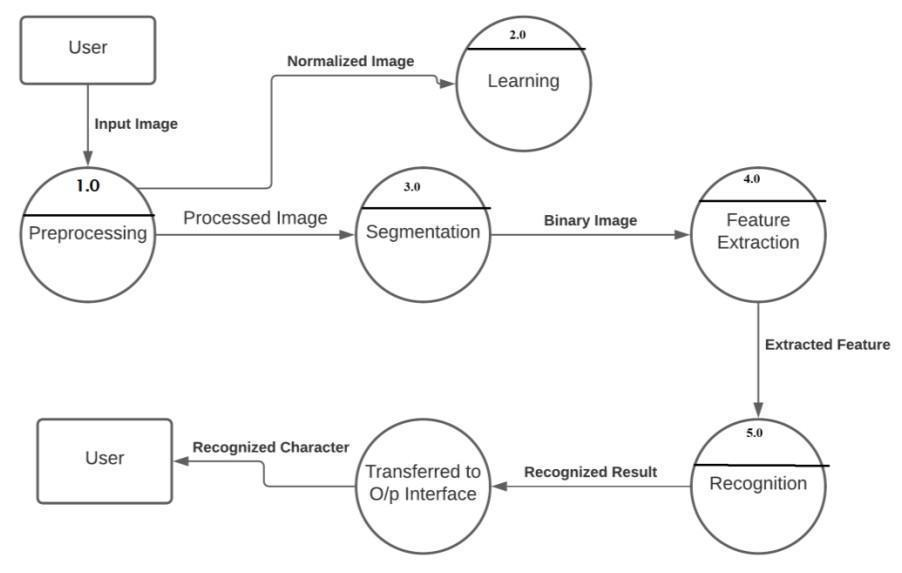 User
2.0
Normalized Image
Learning
Input Image
1.0
Preprocessing
Processed Image
3.0
Segmentation
Binary Image
4.0
Feature
Extraction
Extracted Feature
5.0
Recognition
Recognized Result
Transferred to
O/p Interface
Recognized Character
User